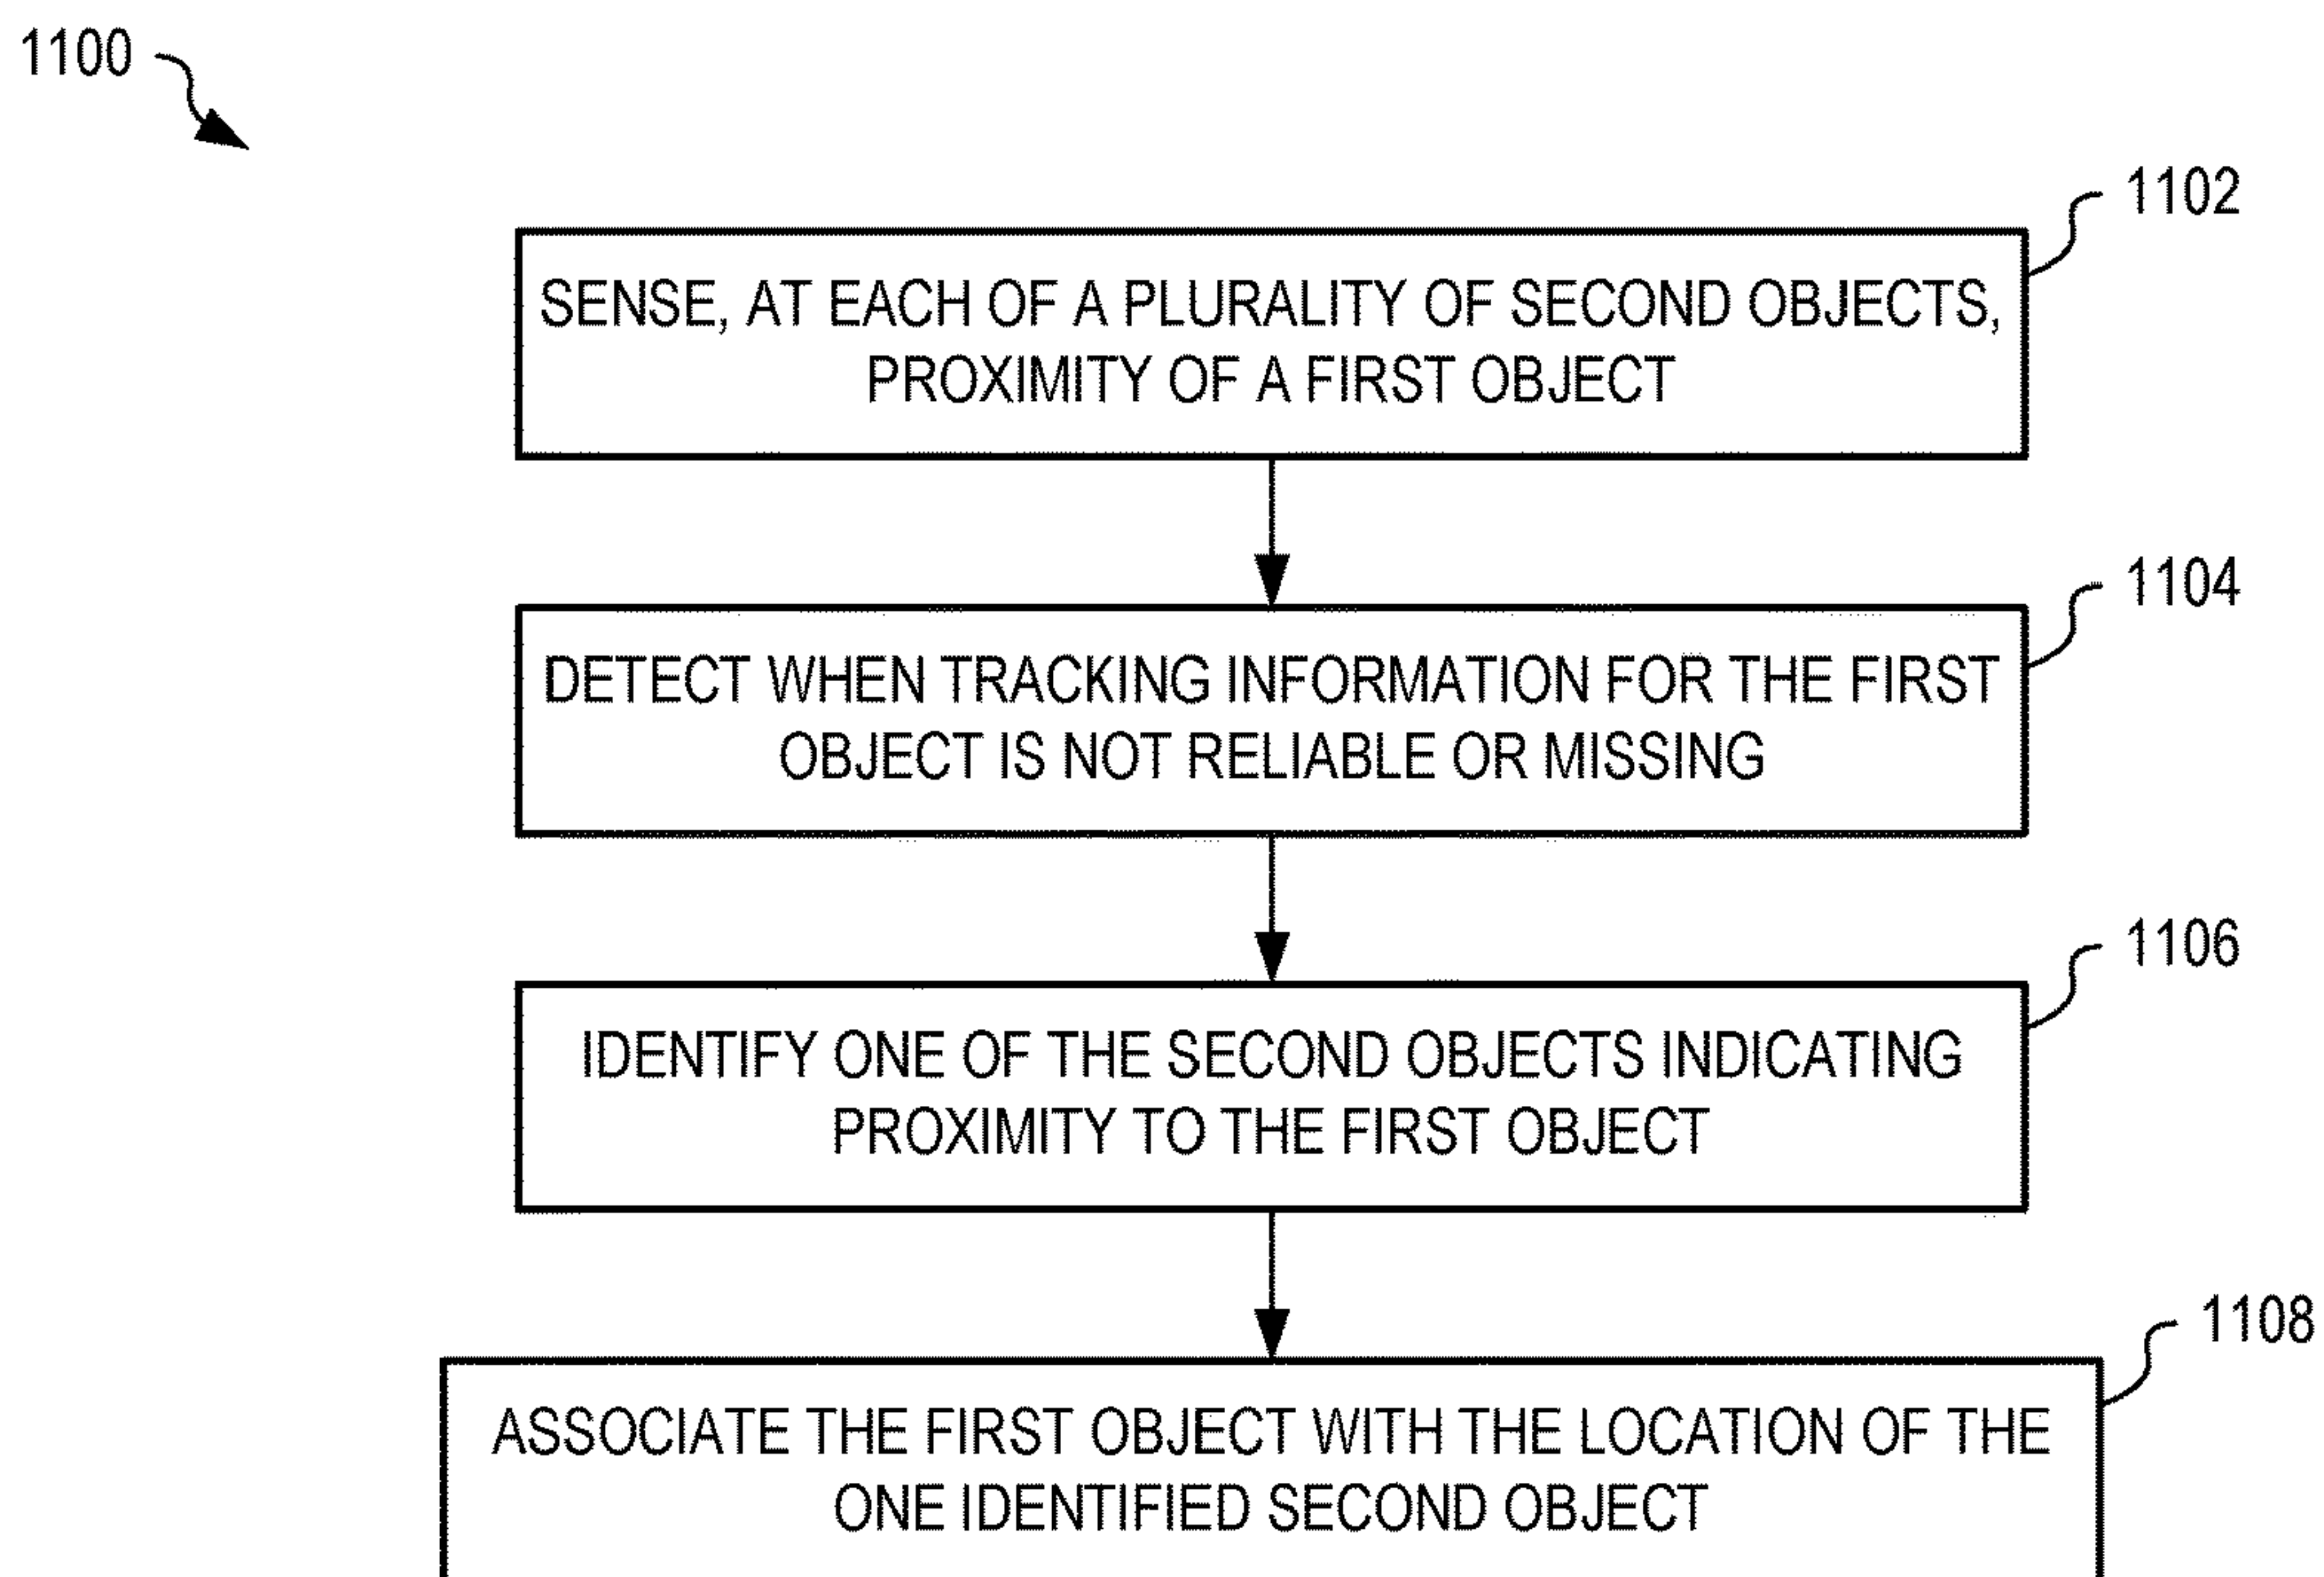 1100
1102
SENSE, AT EACH OF A PLURALITY OF SECOND OBJECTS,
PROXIMITY OF A FIRST OBJECT
1104
DETECT WHEN TRACKING INFORMATION FOR THE FIRST
OBJECT IS NOT RELIABLE OR MISSING
1106
IDENTIFY ONE OF THE SECOND OBJECTS INDICATING
PROXIMITY TO THE FIRST OBJECT
1108
ASSOCIATE THE FIRST OBJECT WITH THE LOCATION OF THE
ONE IDENTIFIED SECOND OBJECT